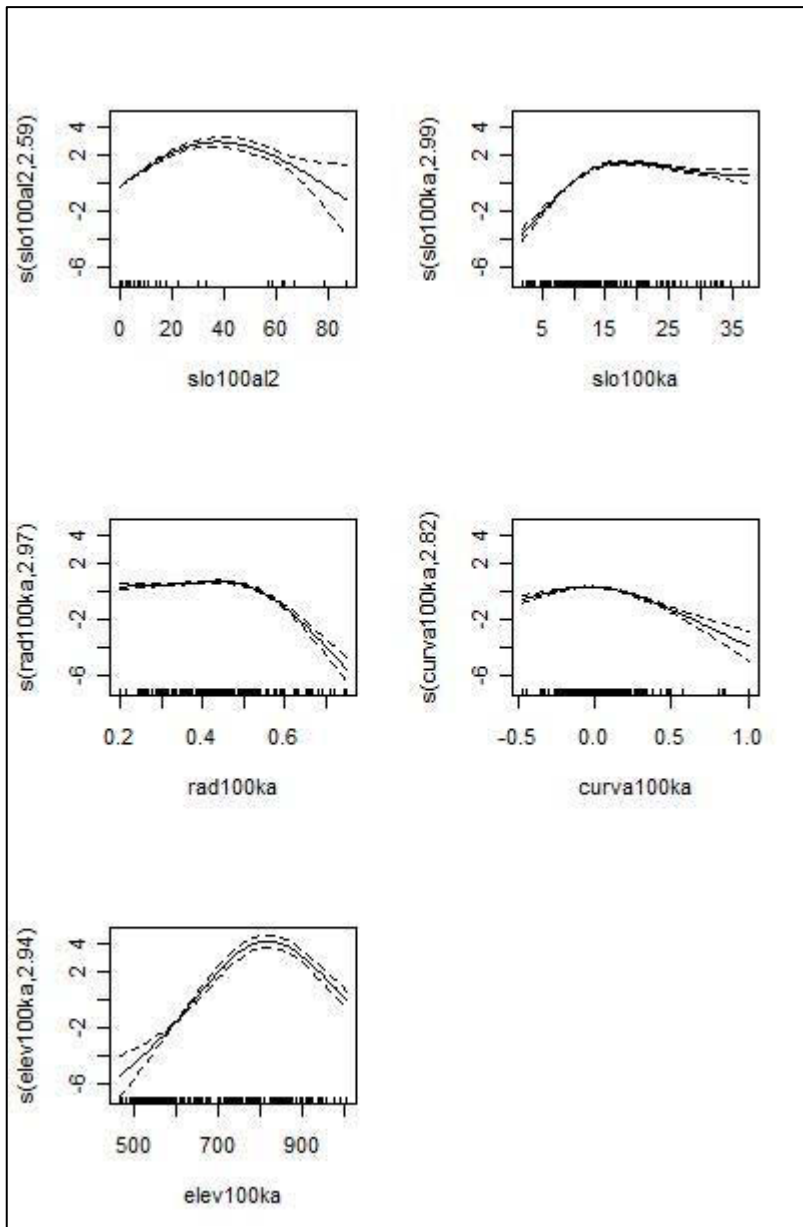 s(slo100al2,2.59)
4
2
-2
-6
0 20 40 60 80
slo100al2
s(slo100ka,2.99)
4
2
-2
-6
5 15 25 35
slo100ka
s(rad100ka,2.97)
4
2
-2
-6
0.2 0.4 0.6
rad100ka
s(curva100ka,2.82)
4
2
-2
-6
-0.5 0.0 0.5 1.0
curva100ka
s(elev100ka,2.94)
4
2
-2
-6
500 700 900
elev100ka